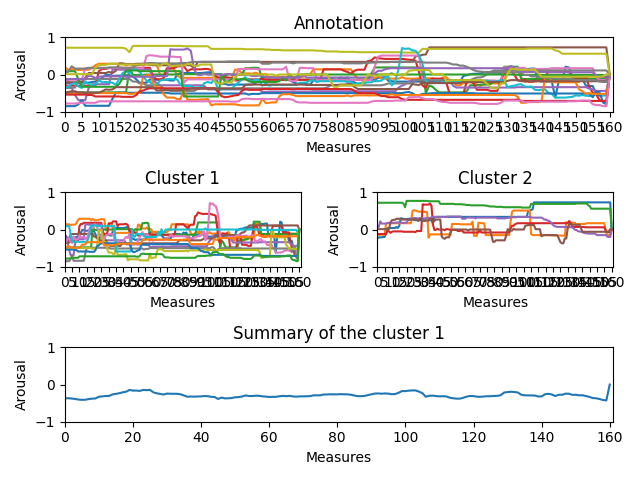 Annotation
Arousal
1
0
−1
0 5 10 15 20 25 30 35 40 45 50 55 60 65 70 75 80 85 90 95 100 105 110 115 120 125 130 135 140 145 150 155 160
Measures
Cluster 1
Arousal
1
0
−1
Measures
Cluster 2
Arousal
1
0
−1
Measures
Summary of the cluster 1
Arousal
1
0
−1
0 20 40 60 80 100 120 140 160
Measures